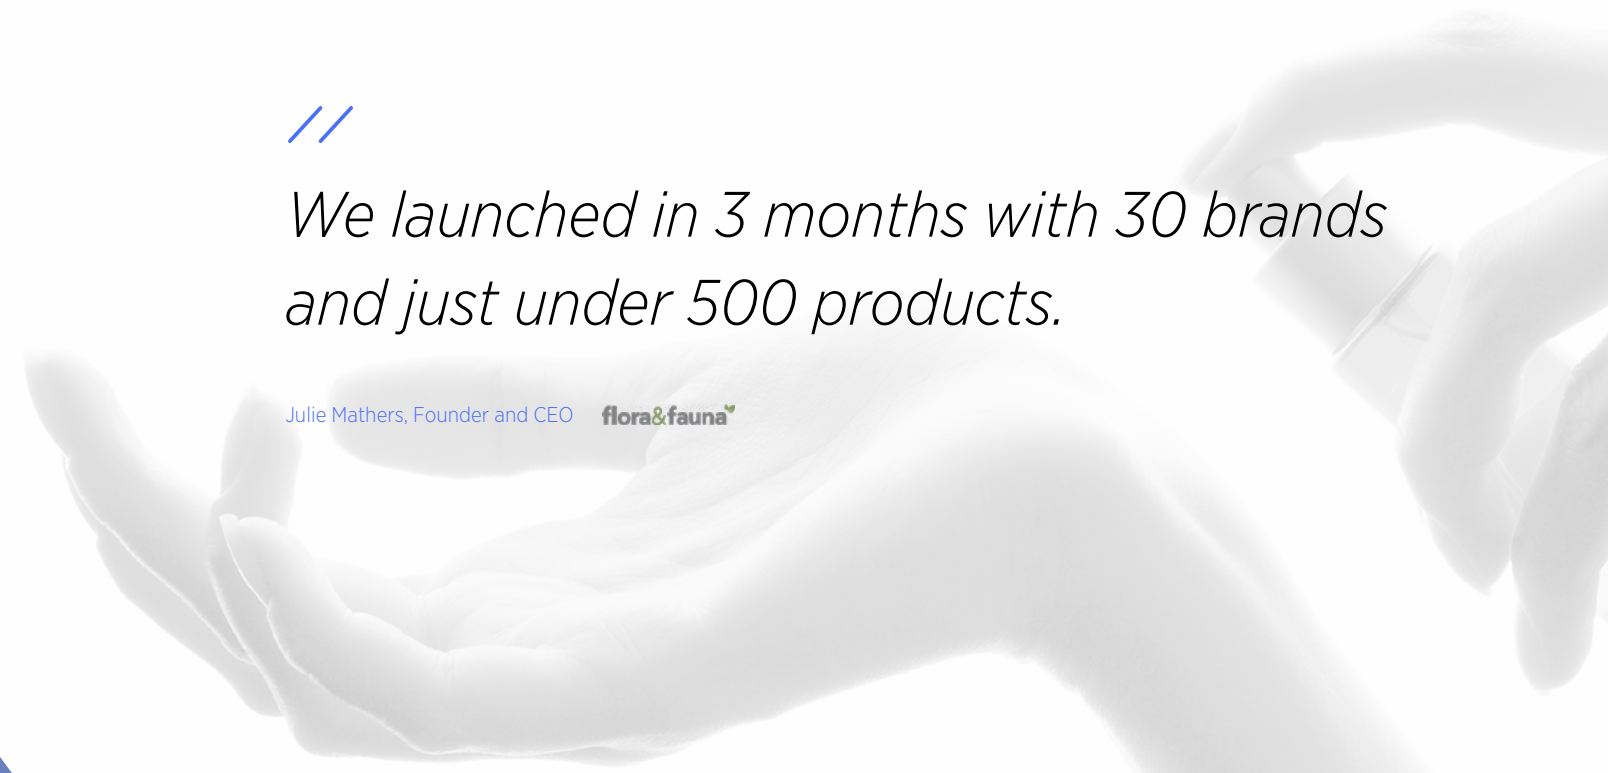 We launched in 3 months with 30 brands
and just under 500 products.
Julie Mathers, Founder and CEO flora&fauna